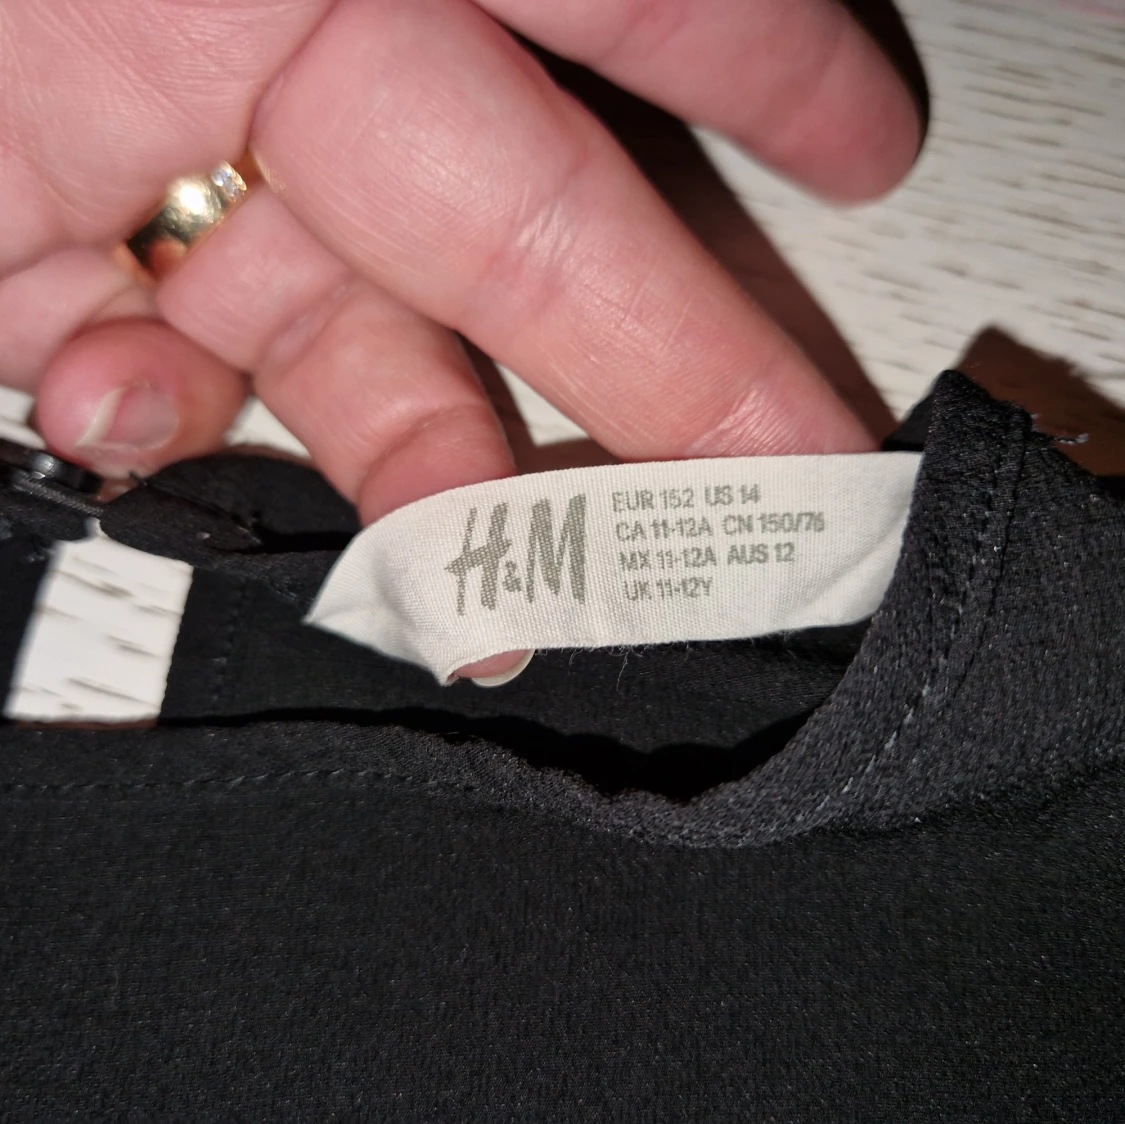 H&M
EUR 152 US 14
CA 11-12A CN 150/76
MX 11-12A AUS 12
UK 11-12Y